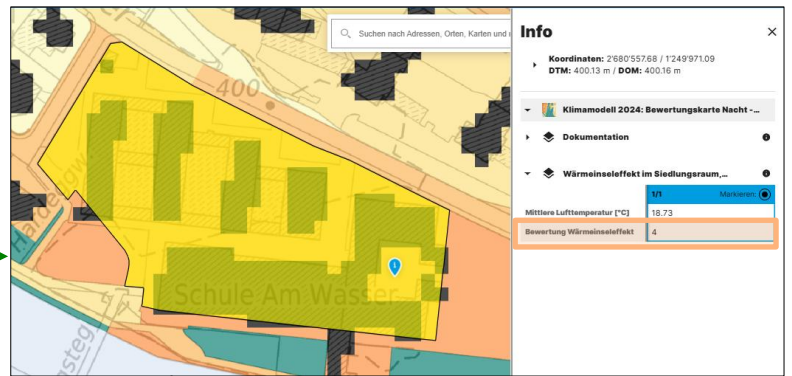 Suchen nach Adressen, Orten, Karten und
400
Schule Am Wasser
Info
Koordinaten: 2'680'557.68 / 1'249'971.09
DTM: 400.13 m / DOM: 400.16 m
Klimamodell 2024: Bewertungskarte Nacht -...
Dokumentation
Wärmeinseleffekt im Siedlungsraum,...
1/1 Markieren:
Mittlere Lufttemperatur [°C] 18.73
Bewertung Wärmeinseleffekt 4